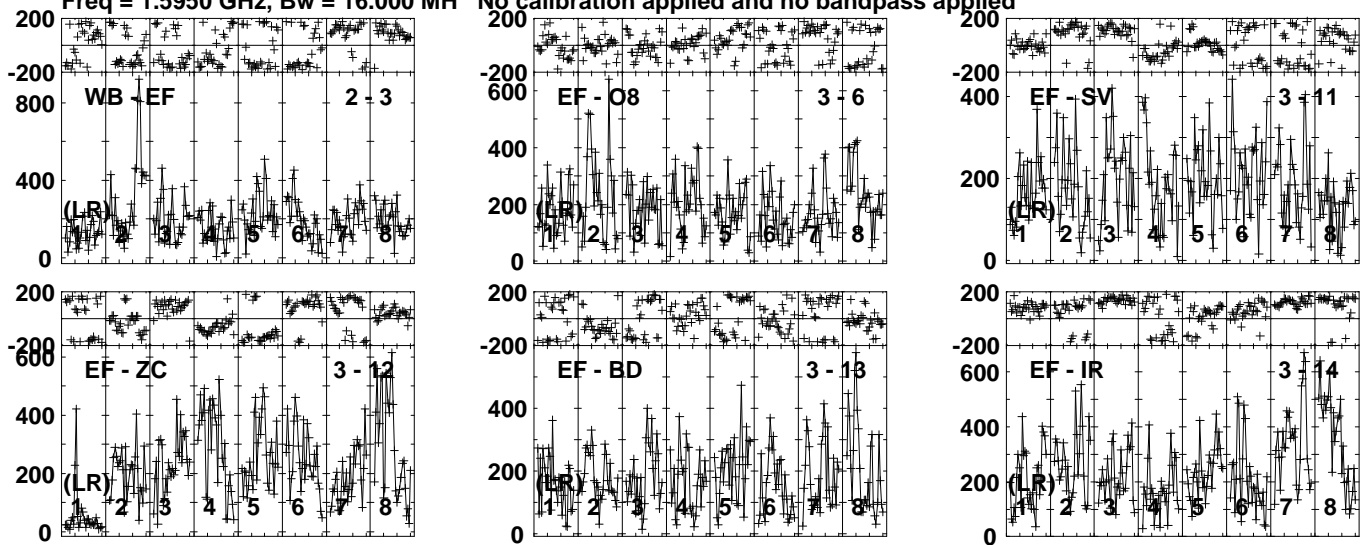 Freq = 1.5950 GHz, Bw = 16.000 MH No calibration applied and no bandpass applied
200
-200
800
400
0
WB - EF 2 - 3
(LR)
1 2 3 4 5 6 7 8
200
-200
600
400
200
0
EF - O8 3 - 6
(LR)
1 2 3 4 5 6 7 8
200
-200
400
200
0
EF - SV 3 - 11
(LR)
1 2 3 4 5 6 7 8
200
-200
600
400
200
0
EF - ZC 3 - 12
(LR)
1 2 3 4 5 6 7 8
200
-200
400
200
0
EF - BD 3 - 13
(LR)
1 2 3 4 5 6 7 8
200
-200
600
400
200
0
EF - IR 3 - 14
(LR)
1 2 3 4 5 6 7 8